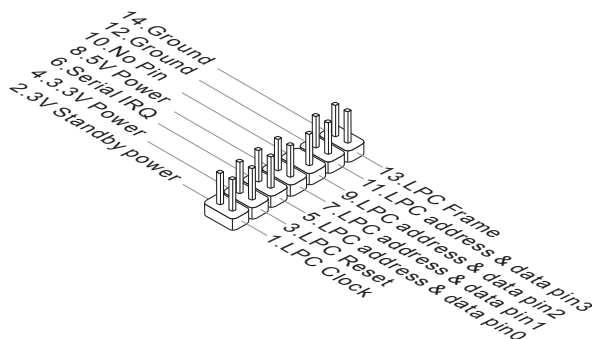 14.Ground
12.Ground
10.No Pin
8.5V Power
6.Serial IRQ
4.3.3V Power
2.3V Standby power
13.LPC Frame
11.LPC address & data pin3
9.LPC address & data pin2
7.LPC address & data pin1
5.LPC address & data pin0
3.LPC Reset
1.LPC Clock